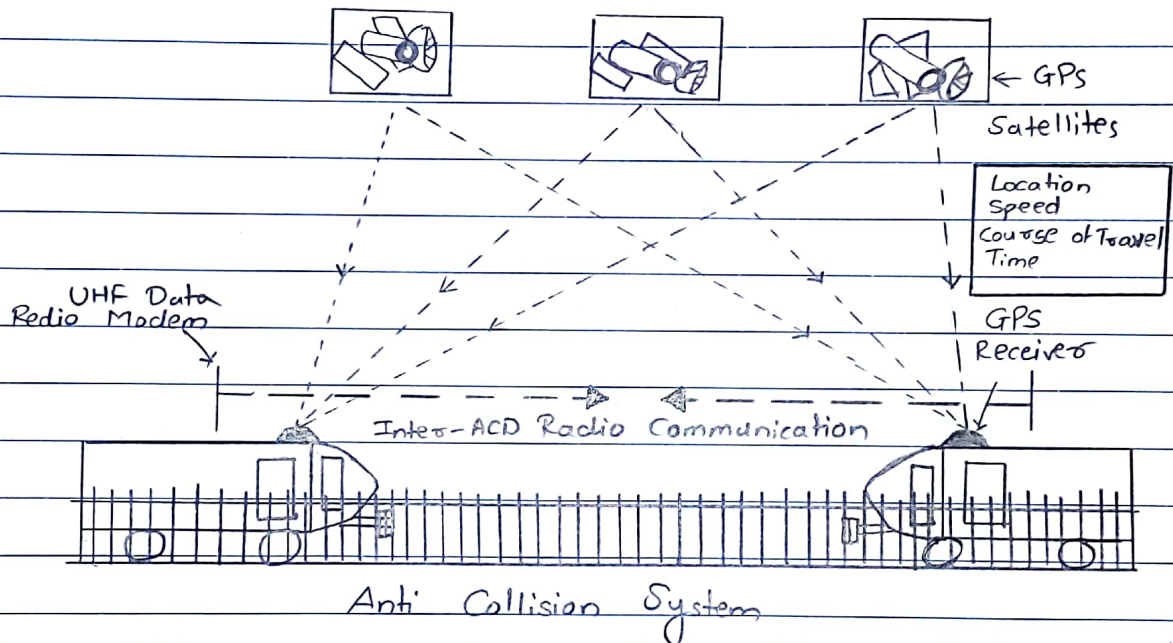 ← GPS
Satellites
Location
Speed
Course of Travel
Time
UHF Data
Redio Modem
GPS
Receiver
Inter-ACD Radio Communication
Anti Collision System